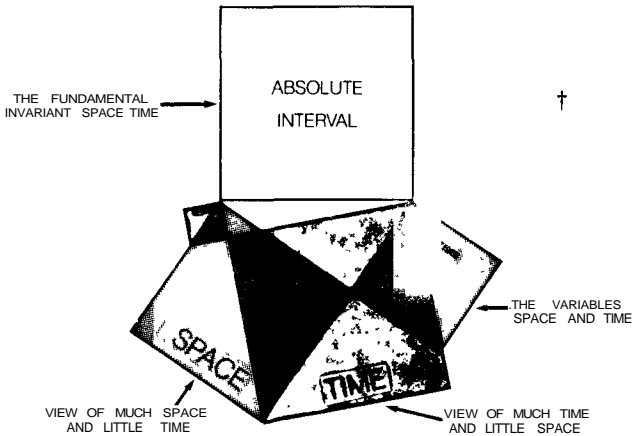 ABSOLUTE
INTERVAL
THE FUNDAMENTAL
INVARIANT SPACE TIME
†
THE VARIABLES
SPACE AND TIME
SPACE
TIME
VIEW OF MUCH SPACE
AND LITTLE TIME
VIEW OF MUCH TIME
AND LITTLE SPACE